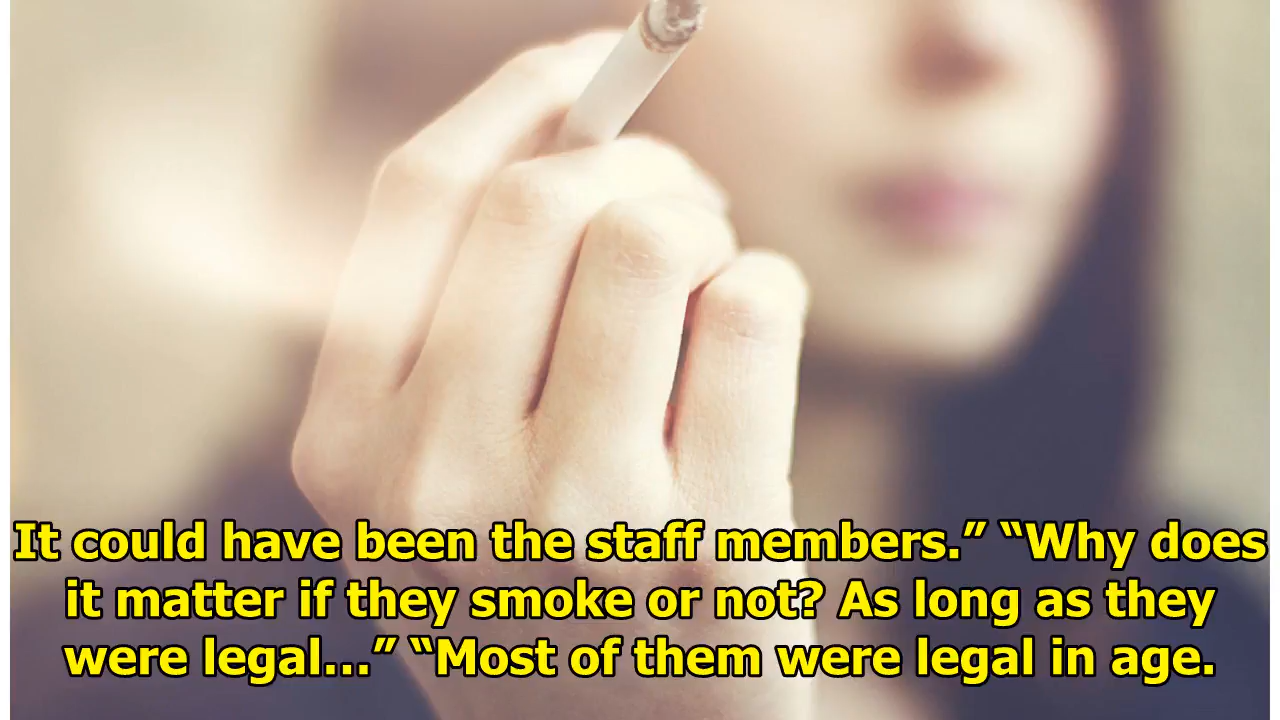 It could have been the staff members.” “Why does
it matter if they smoke or not? As long as they
were legal...” “Most of them were legal in age.